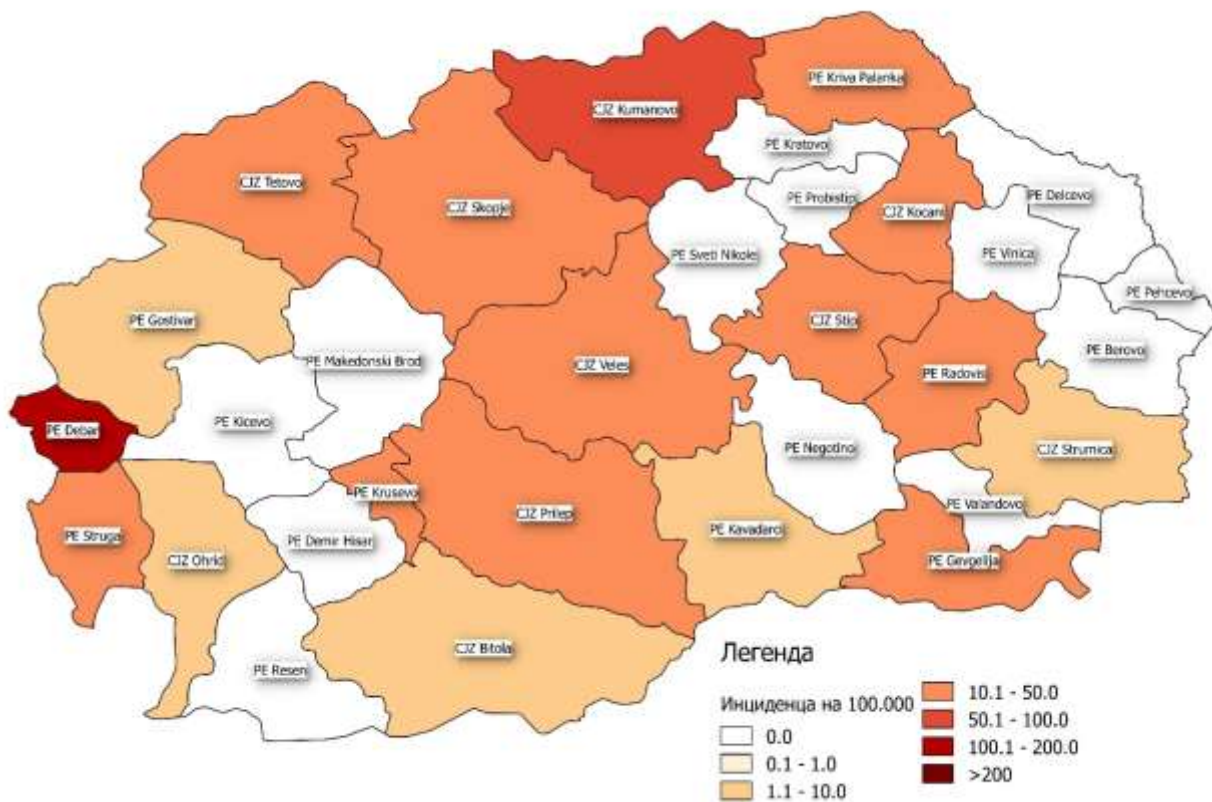 PE Kriva Palanka
CJZ Kumanovo
PE Kratovo
CJZ Tetovo
PE Probistip
PE Delcevo
CJZ Skopje
CJZ Kocani
PE Sveti Nikole
PE Vinica
PE Pehcevo
PE Gostivar
CJZ Stip
PE Berovo
PE Makedonski Brod
CJZ Veles
PE Radovis
PE Kicevo
PE Debar
PE Negotino
CJZ Strumica
PE Krusevo
PE Valandovo
CJZ Prilep
PE Kavadarci
PE Struga
PE Demir Hisar
CJZ Ohrid
PE Gevgelija
CJZ Bitola
PE Resen
Легенда
Инциденца на 100.000
0.0
0.1 - 1.0
1.1 - 10.0
10.1 - 50.0
50.1 - 100.0
100.1 - 200.0
>200